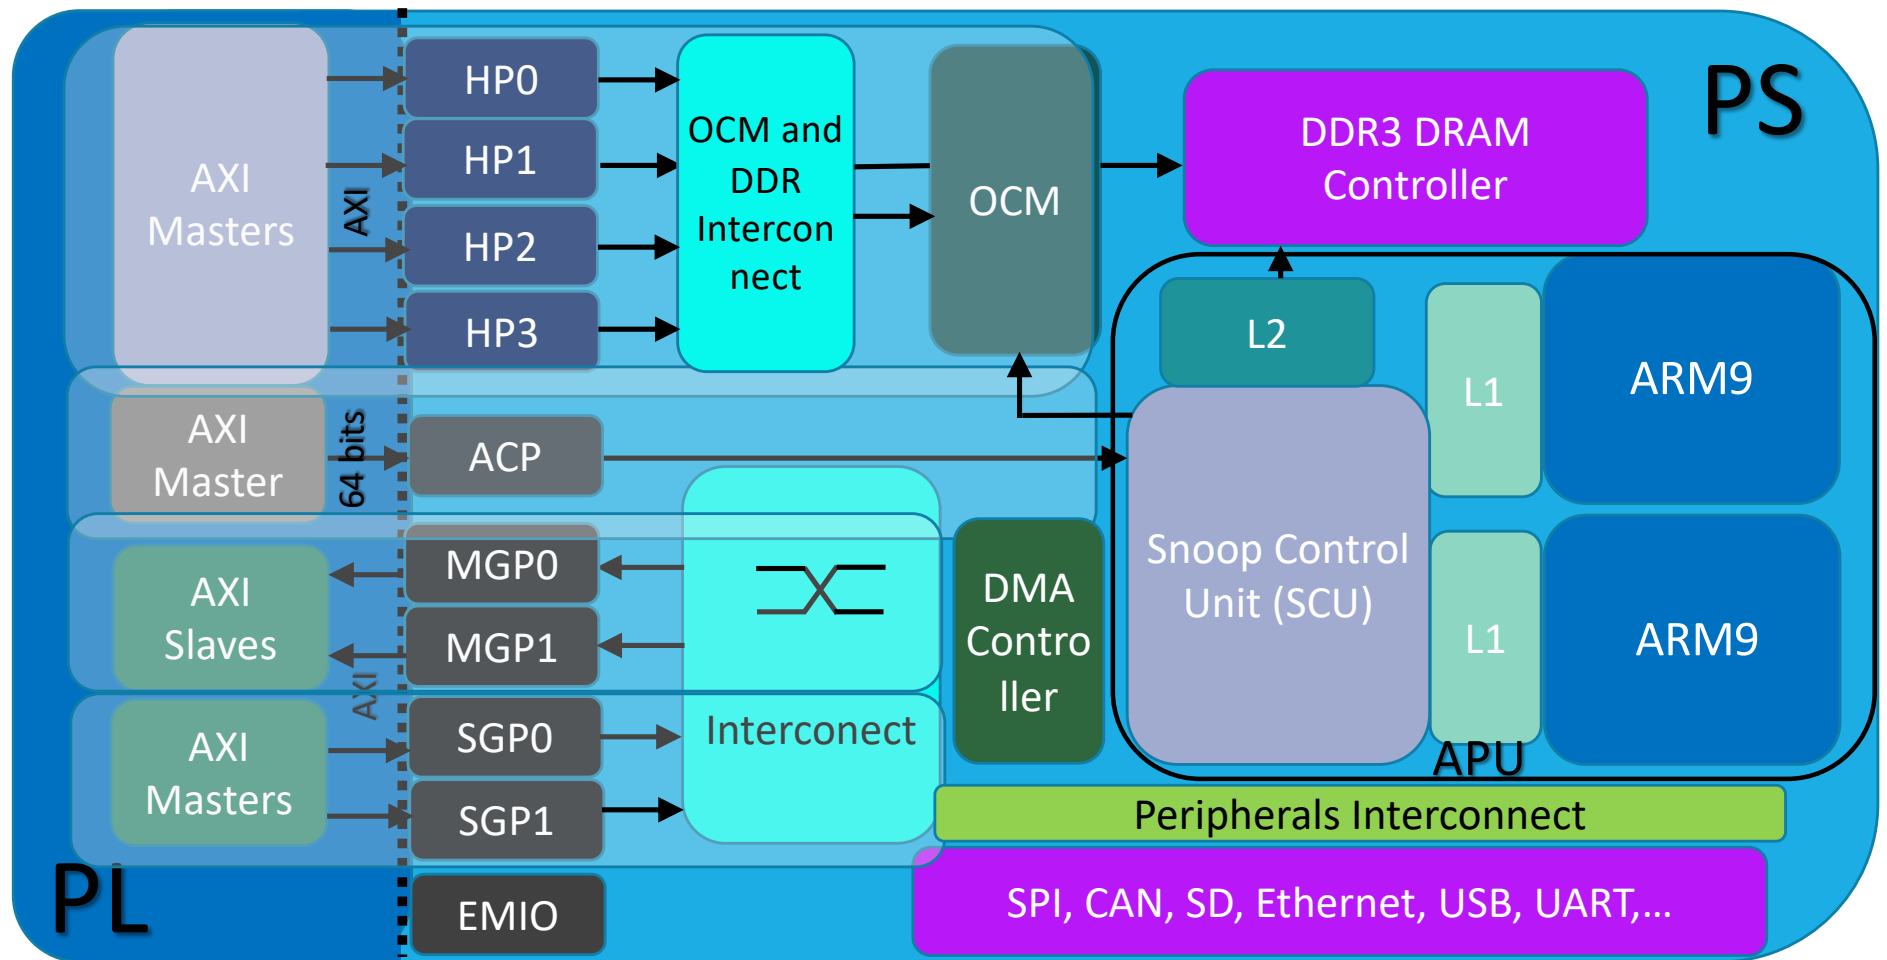 PS
PL
AXI
Masters
AXI
HP0
HP1
HP2
HP3
OCM and
DDR
Intercon
nect
OCM
DDR3 DRAM
Controller
AXI
Master
64 bits
ACP
L2
L1
ARM9
Snoop Control
Unit (SCU)
L1
ARM9
APU
AXI
Slaves
AXI
MGP0
MGP1
DMA
Contro
ller
AXI
Masters
SGP0
SGP1
Interconect
EMIO
Peripherals Interconnect
SPI, CAN, SD, Ethernet, USB, UART,...